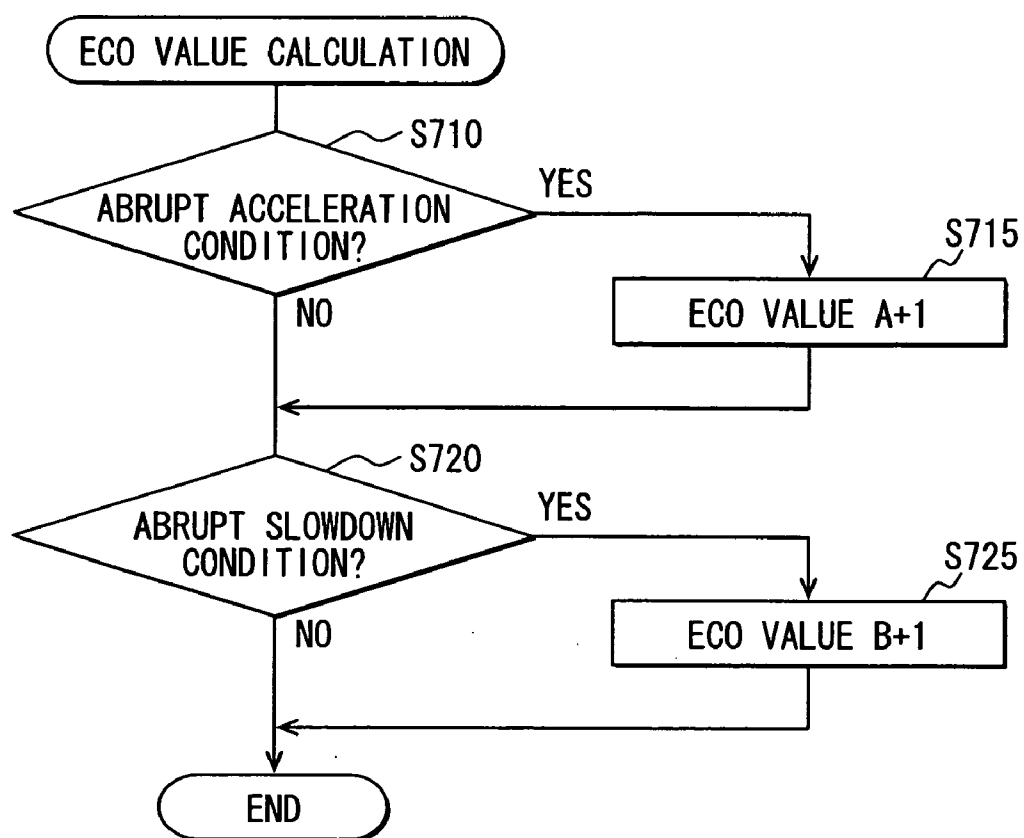 ECO VALUE CALCULATION
S710
ABRUPT ACCELERATION
CONDITION?
YES
S715
ECO VALUE A+1
NO
S720
ABRUPT SLOWDOWN
CONDITION?
YES
S725
ECO VALUE B+1
NO
END